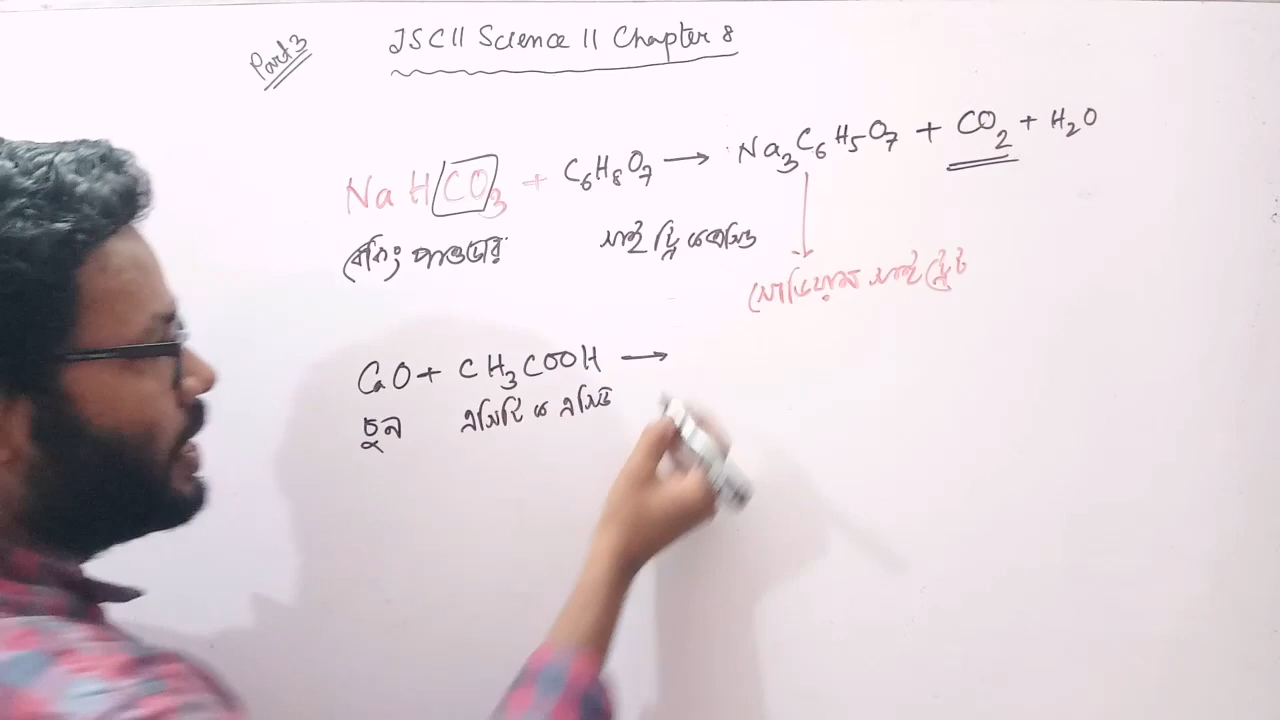 Part 3
JSC || Science || Chapter 8
NaHCO3 + C6H8O7 → Na3C6H5O7 + CO2 + H2O
বেকিং পাউডার সাইট্রিক এসিড
সোডিয়াম সাইট্রেট
CaO + CH3COOH →
চুন এসিটিক এসিড